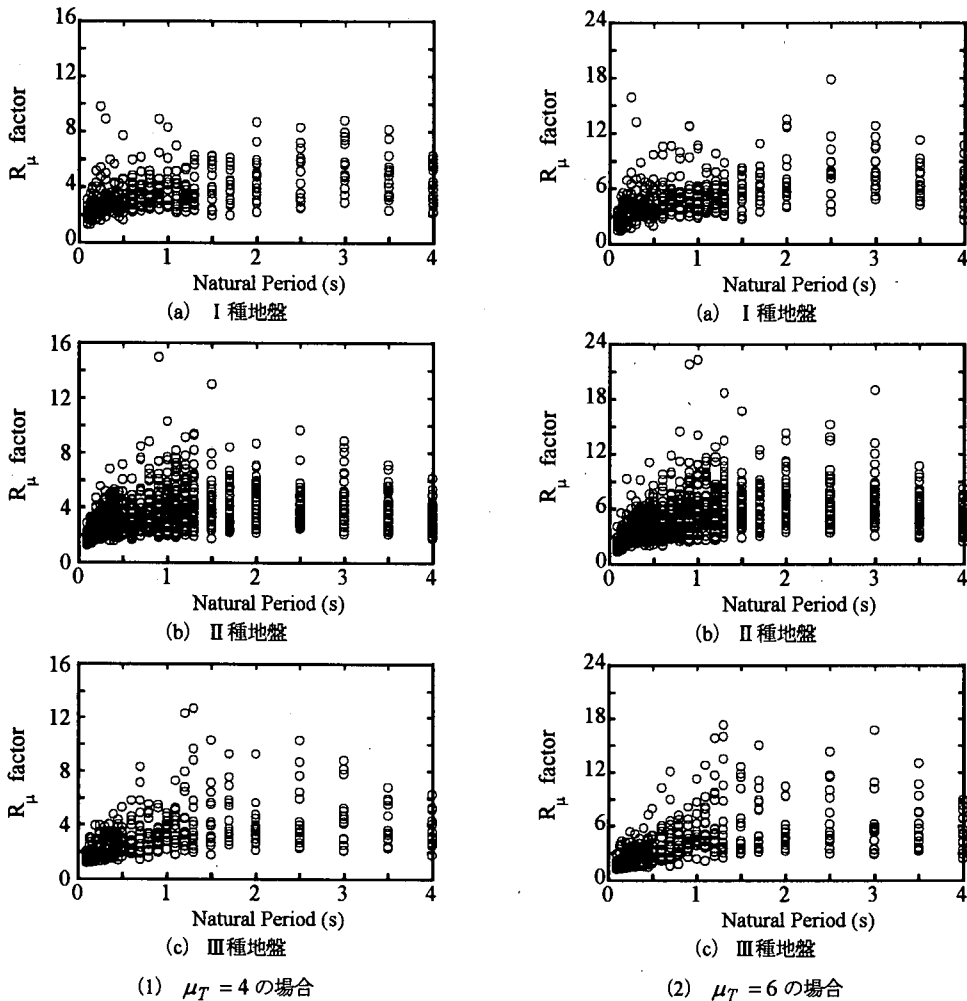 16
12
8
4
0
R_μ factor
0 1 2 3 4
Natural Period (s)
(a) I 種地盤
16
12
8
4
0
R_μ factor
0 1 2 3 4
Natural Period (s)
(b) II 種地盤
16
12
8
4
0
R_μ factor
0 1 2 3 4
Natural Period (s)
(c) III 種地盤
(1) μ_T = 4 の場合
24
18
12
6
0
R_μ factor
0 1 2 3 4
Natural Period (s)
(a) I 種地盤
24
18
12
6
0
R_μ factor
0 1 2 3 4
Natural Period (s)
(b) II 種地盤
24
18
12
6
0
R_μ factor
0 1 2 3 4
Natural Period (s)
(c) III 種地盤
(2) μ_T = 6 の場合